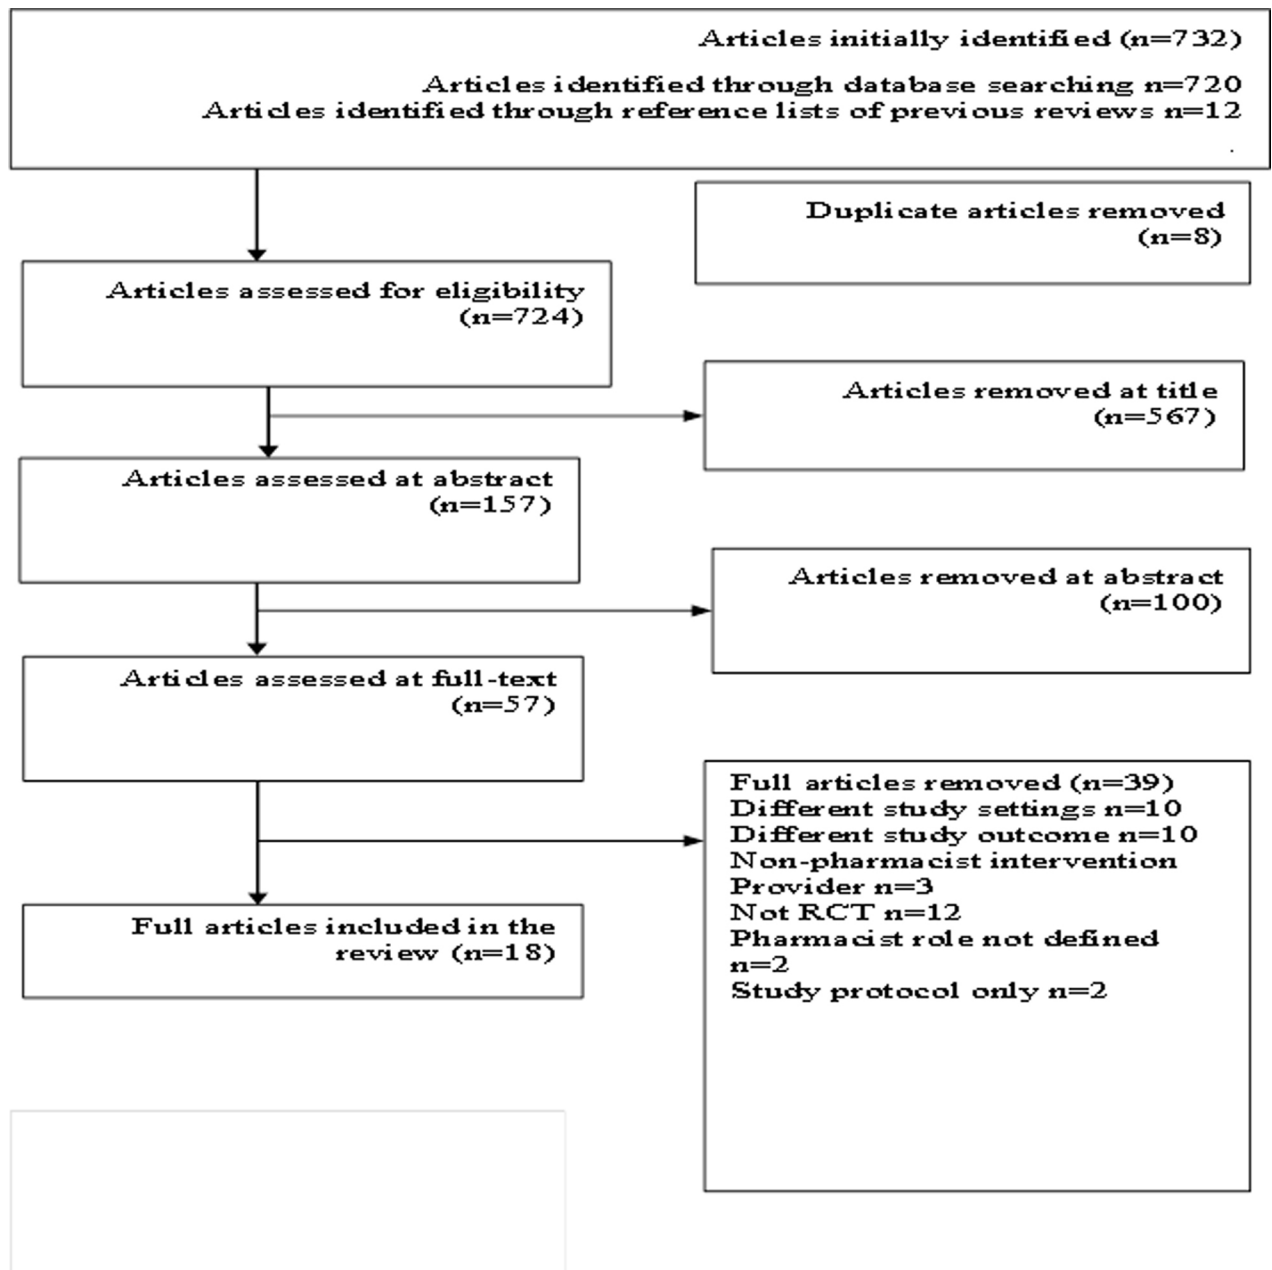 Articles initially identified (n=732)
Articles identified through database searching n=720
Articles identified through reference lists of previous reviews n=12
.
Duplicate articles removed
(n=8)
Articles assessed for eligibility
(n=724)
Articles removed at title
(n=567)
Articles assessed at abstract
(n=157)
Articles removed at abstract
(n=100)
Articles assessed at full-text
(n=57)
Full articles removed (n=39)
Different study settings n=10
Different study outcome n=10
Non-pharmacist intervention
Provider n=3
Not RCT n=12
Pharmacist role not defined
n=2
Study protocol only n=2
Full articles included in the
review (n=18)